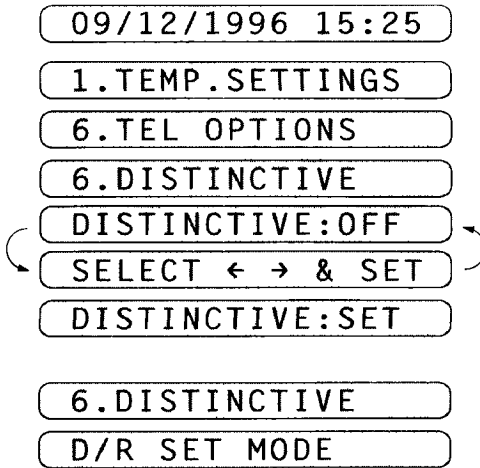 09/12/1996 15:25
1.TEMP.SETTINGS
6.TEL OPTIONS
6.DISTINCTIVE
DISTINCTIVE:OFF
SELECT ← → & SET
DISTINCTIVE:SET
6.DISTINCTIVE
D/R SET MODE